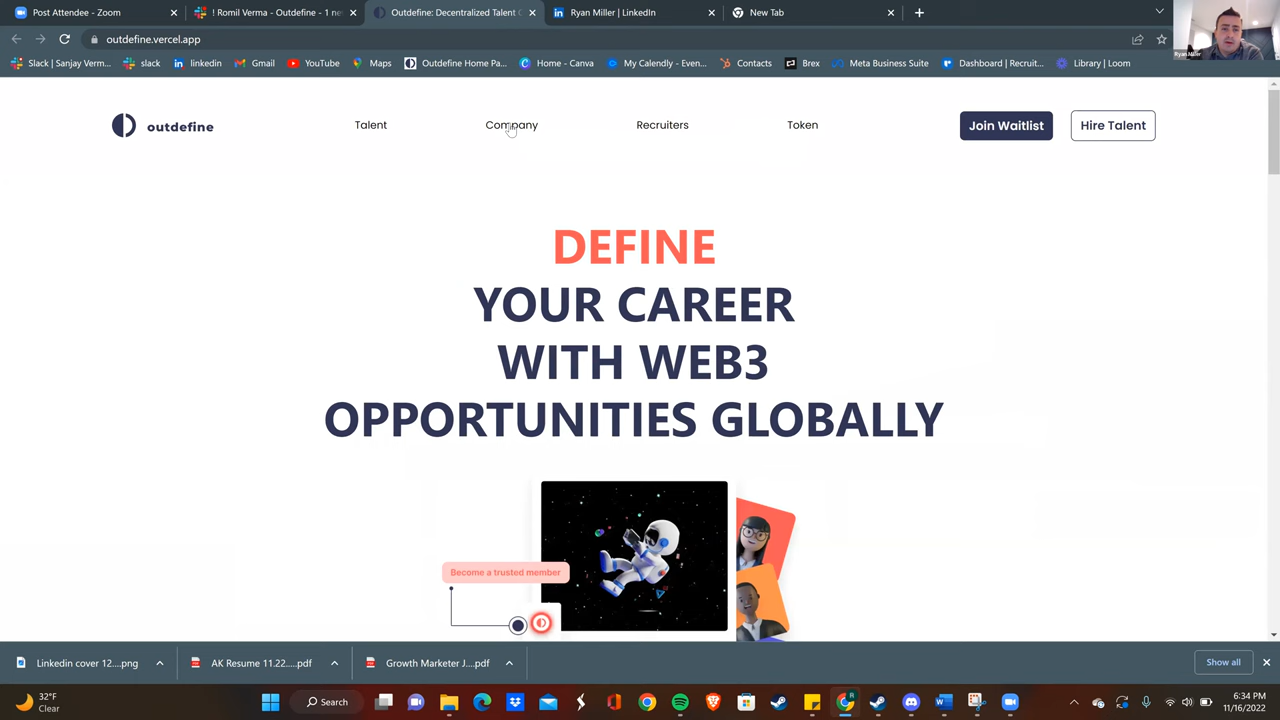 Post Attendee - Zoom
! Romil Verma - Outdefine - 1 ne
Outdefine: Decentralized Talent C
Ryan Miller | LinkedIn
New Tab
outdefine.vercel.app
Ryan Miller
Slack | Sanjay Verm...
slack
linkedin
Gmail
YouTube
Maps
Outdefine Home Pa...
Home - Canva
My Calendly - Even...
Contacts
Brex
Meta Business Suite
Dashboard | Recruit...
Library | Loom
outdefine
Talent
Company
Recruiters
Token
Join Waitlist
Hire Talent
DEFINE
YOUR CAREER
WITH WEB3
OPPORTUNITIES GLOBALLY
Become a trusted member
Linkedin cover 12....png
AK Resume 11.22.....pdf
Growth Marketer J....pdf
Show all
32°F
Clear
Search
6:34 PM
11/16/2022